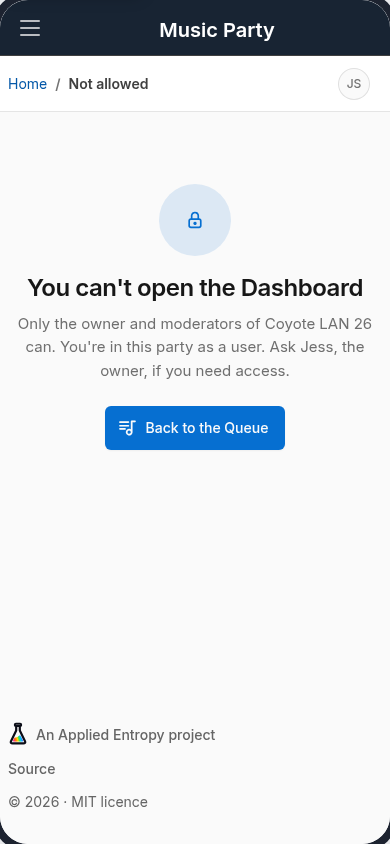 Music Party
Home / Not allowed
JS
You can't open the Dashboard
Only the owner and moderators of Coyote LAN 26
can. You're in this party as a user. Ask Jess, the
owner, if you need access.
Back to the Queue
An Applied Entropy project
Source
© 2026 · MIT licence